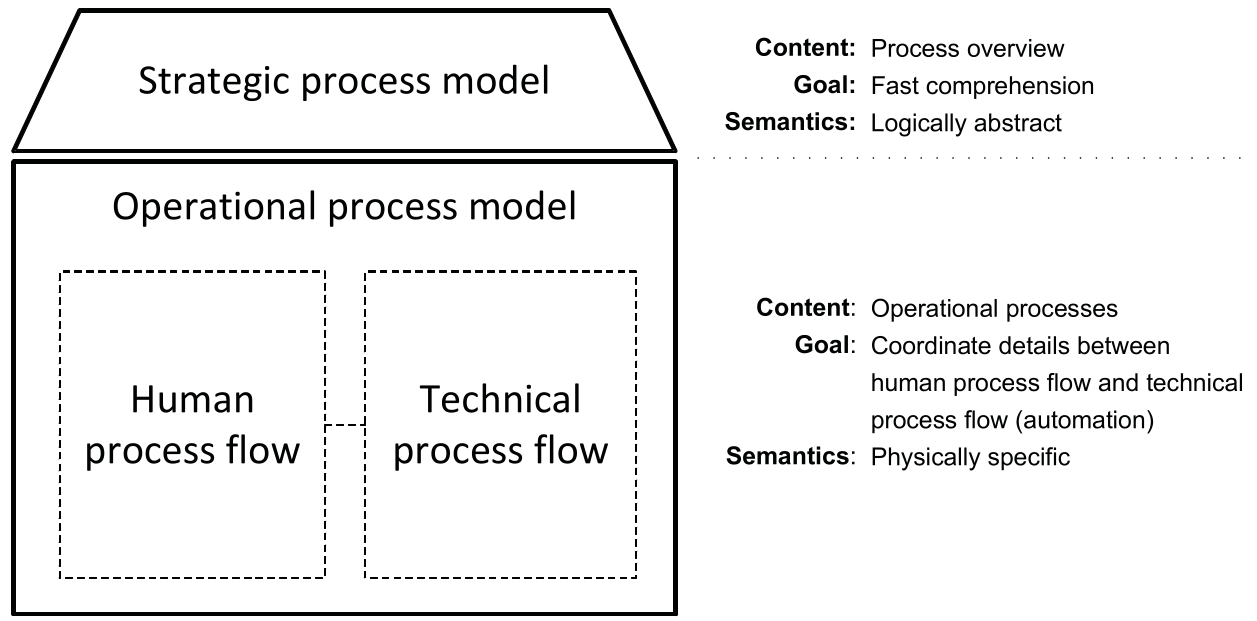 Strategic process model
Content: Process overview
Goal: Fast comprehension
Semantics: Logically abstract
Operational process model
Human
process flow
Technical
process flow
Content: Operational processes
Goal: Coordinate details between
human process flow and technical
process flow (automation)
Semantics: Physically specific